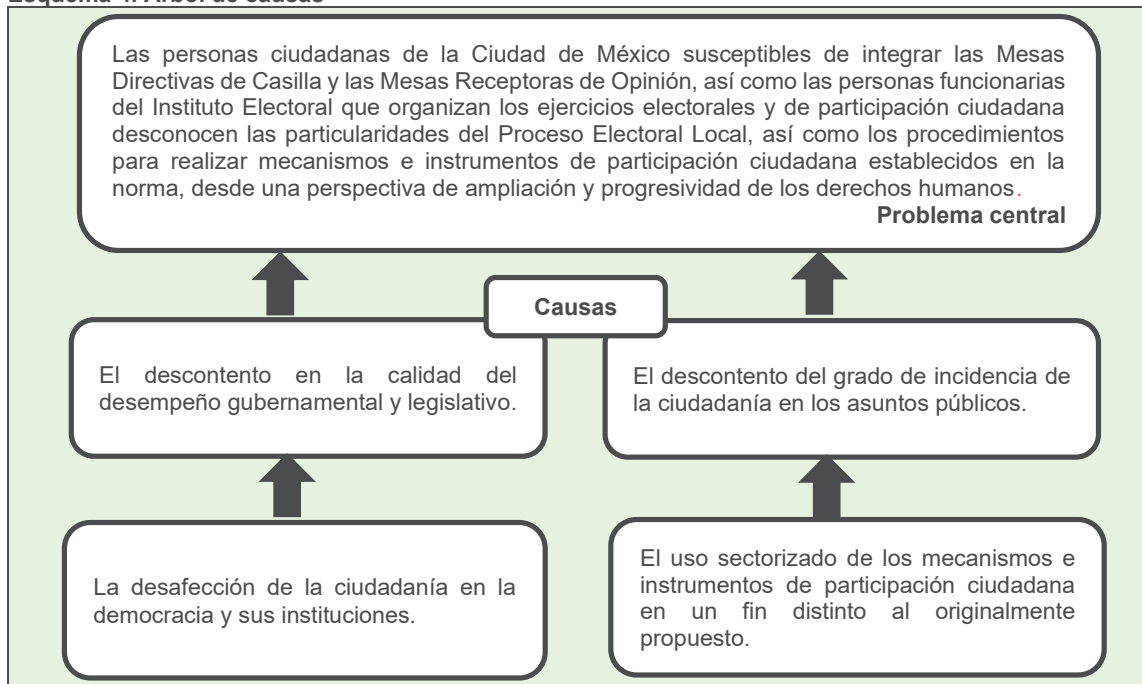 Esquema 4. Árbol de causas
Las personas ciudadanas de la Ciudad de México susceptibles de integrar las Mesas
Directivas de Casilla y las Mesas Receptoras de Opinión, así como las personas funcionarias
del Instituto Electoral que organizan los ejercicios electorales y de participación ciudadana
desconocen las particularidades del Proceso Electoral Local, así como los procedimientos
para realizar mecanismos e instrumentos de participación ciudadana establecidos en la
norma, desde una perspectiva de ampliación y progresividad de los derechos humanos.
Problema central
Causas
El descontento en la calidad del
desempeño gubernamental y legislativo.
El descontento del grado de incidencia de
la ciudadanía en los asuntos públicos.
La desafección de la ciudadanía en la
democracia y sus instituciones.
El uso sectorizado de los mecanismos e
instrumentos de participación ciudadana
en un fin distinto al originalmente
propuesto.